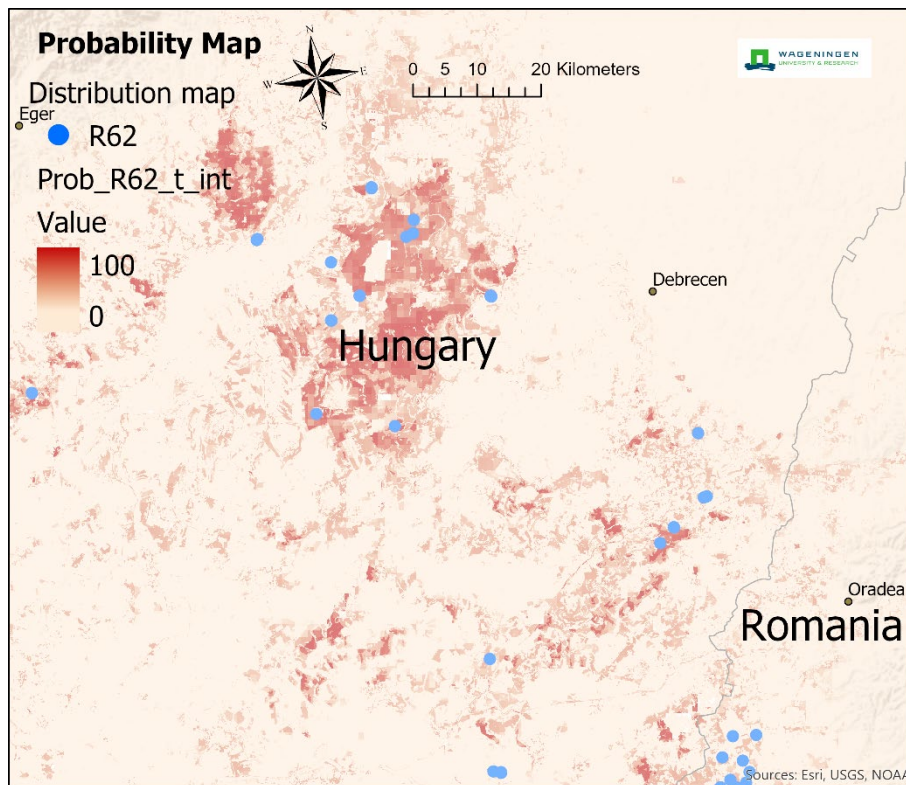 Probability Map
Distribution map
Eger
R62
Prob_R62_t_int
Value
100
0
N
W
E
S
0 5 10 20 Kilometers
WAGENINGEN
UNIVERSITY & RESEARCH
Debrecen
Hungary
Oradea
Romania
Sources: Esri, USGS, NOAA